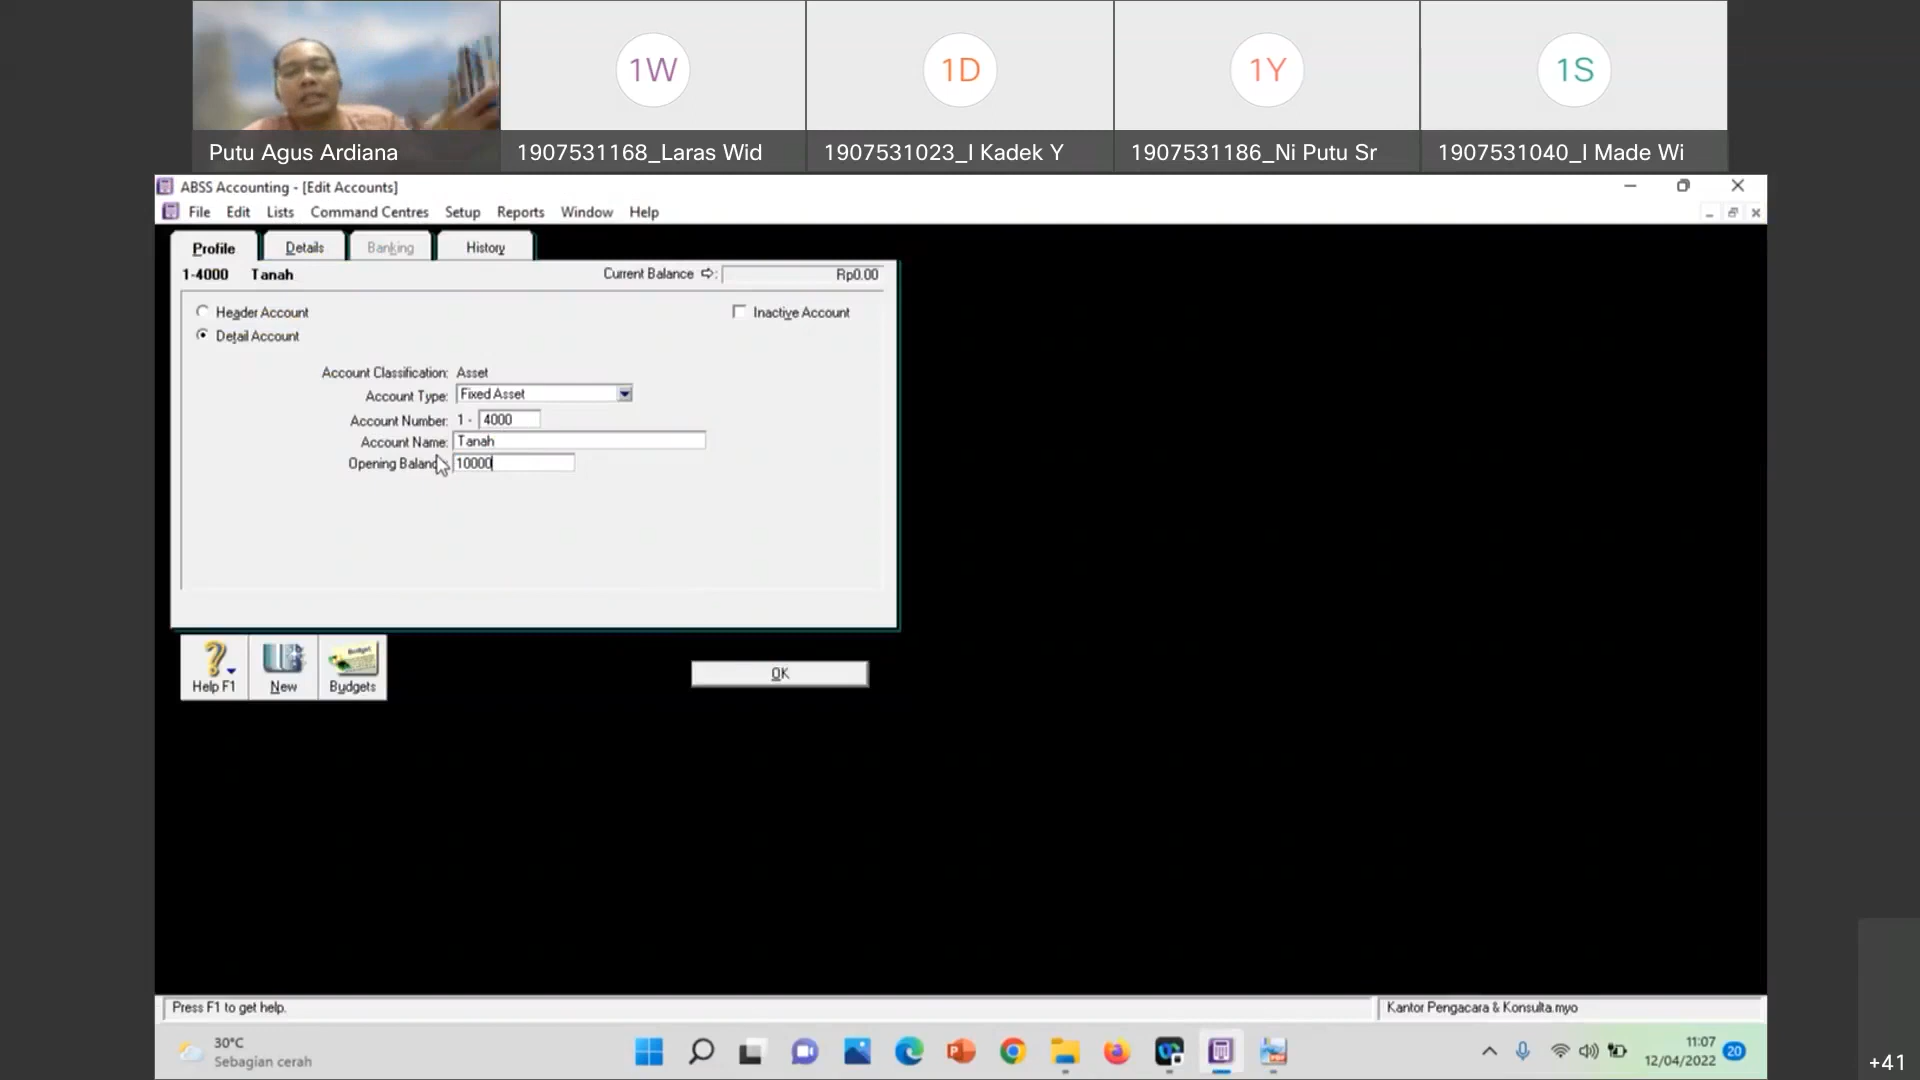 1W
1D
1Y
1S
Putu Agus Ardiana
1907531168_Laras Wid
1907531023_I Kadek Y
1907531186_Ni Putu Sr
1907531040_I Made Wi
ABSS Accounting - [Edit Accounts]
File Edit Lists Command Centres Setup Reports Window Help
Profile Details Banking History
1-4000 Tanah Current Balance Rp0.00
Header Account Inactive Account
Detail Account
Account Classification: Asset
Account Type: Fixed Asset
Account Number: 1 - 4000
Account Name: Tanah
Opening Balanc 10000
Budget
Help F1 New Budgets
OK
Press F1 to get help. Kantor Pengacara & Konsulta.myo
30°C
Sebagian cerah
11:07
12/04/2022
20
+41